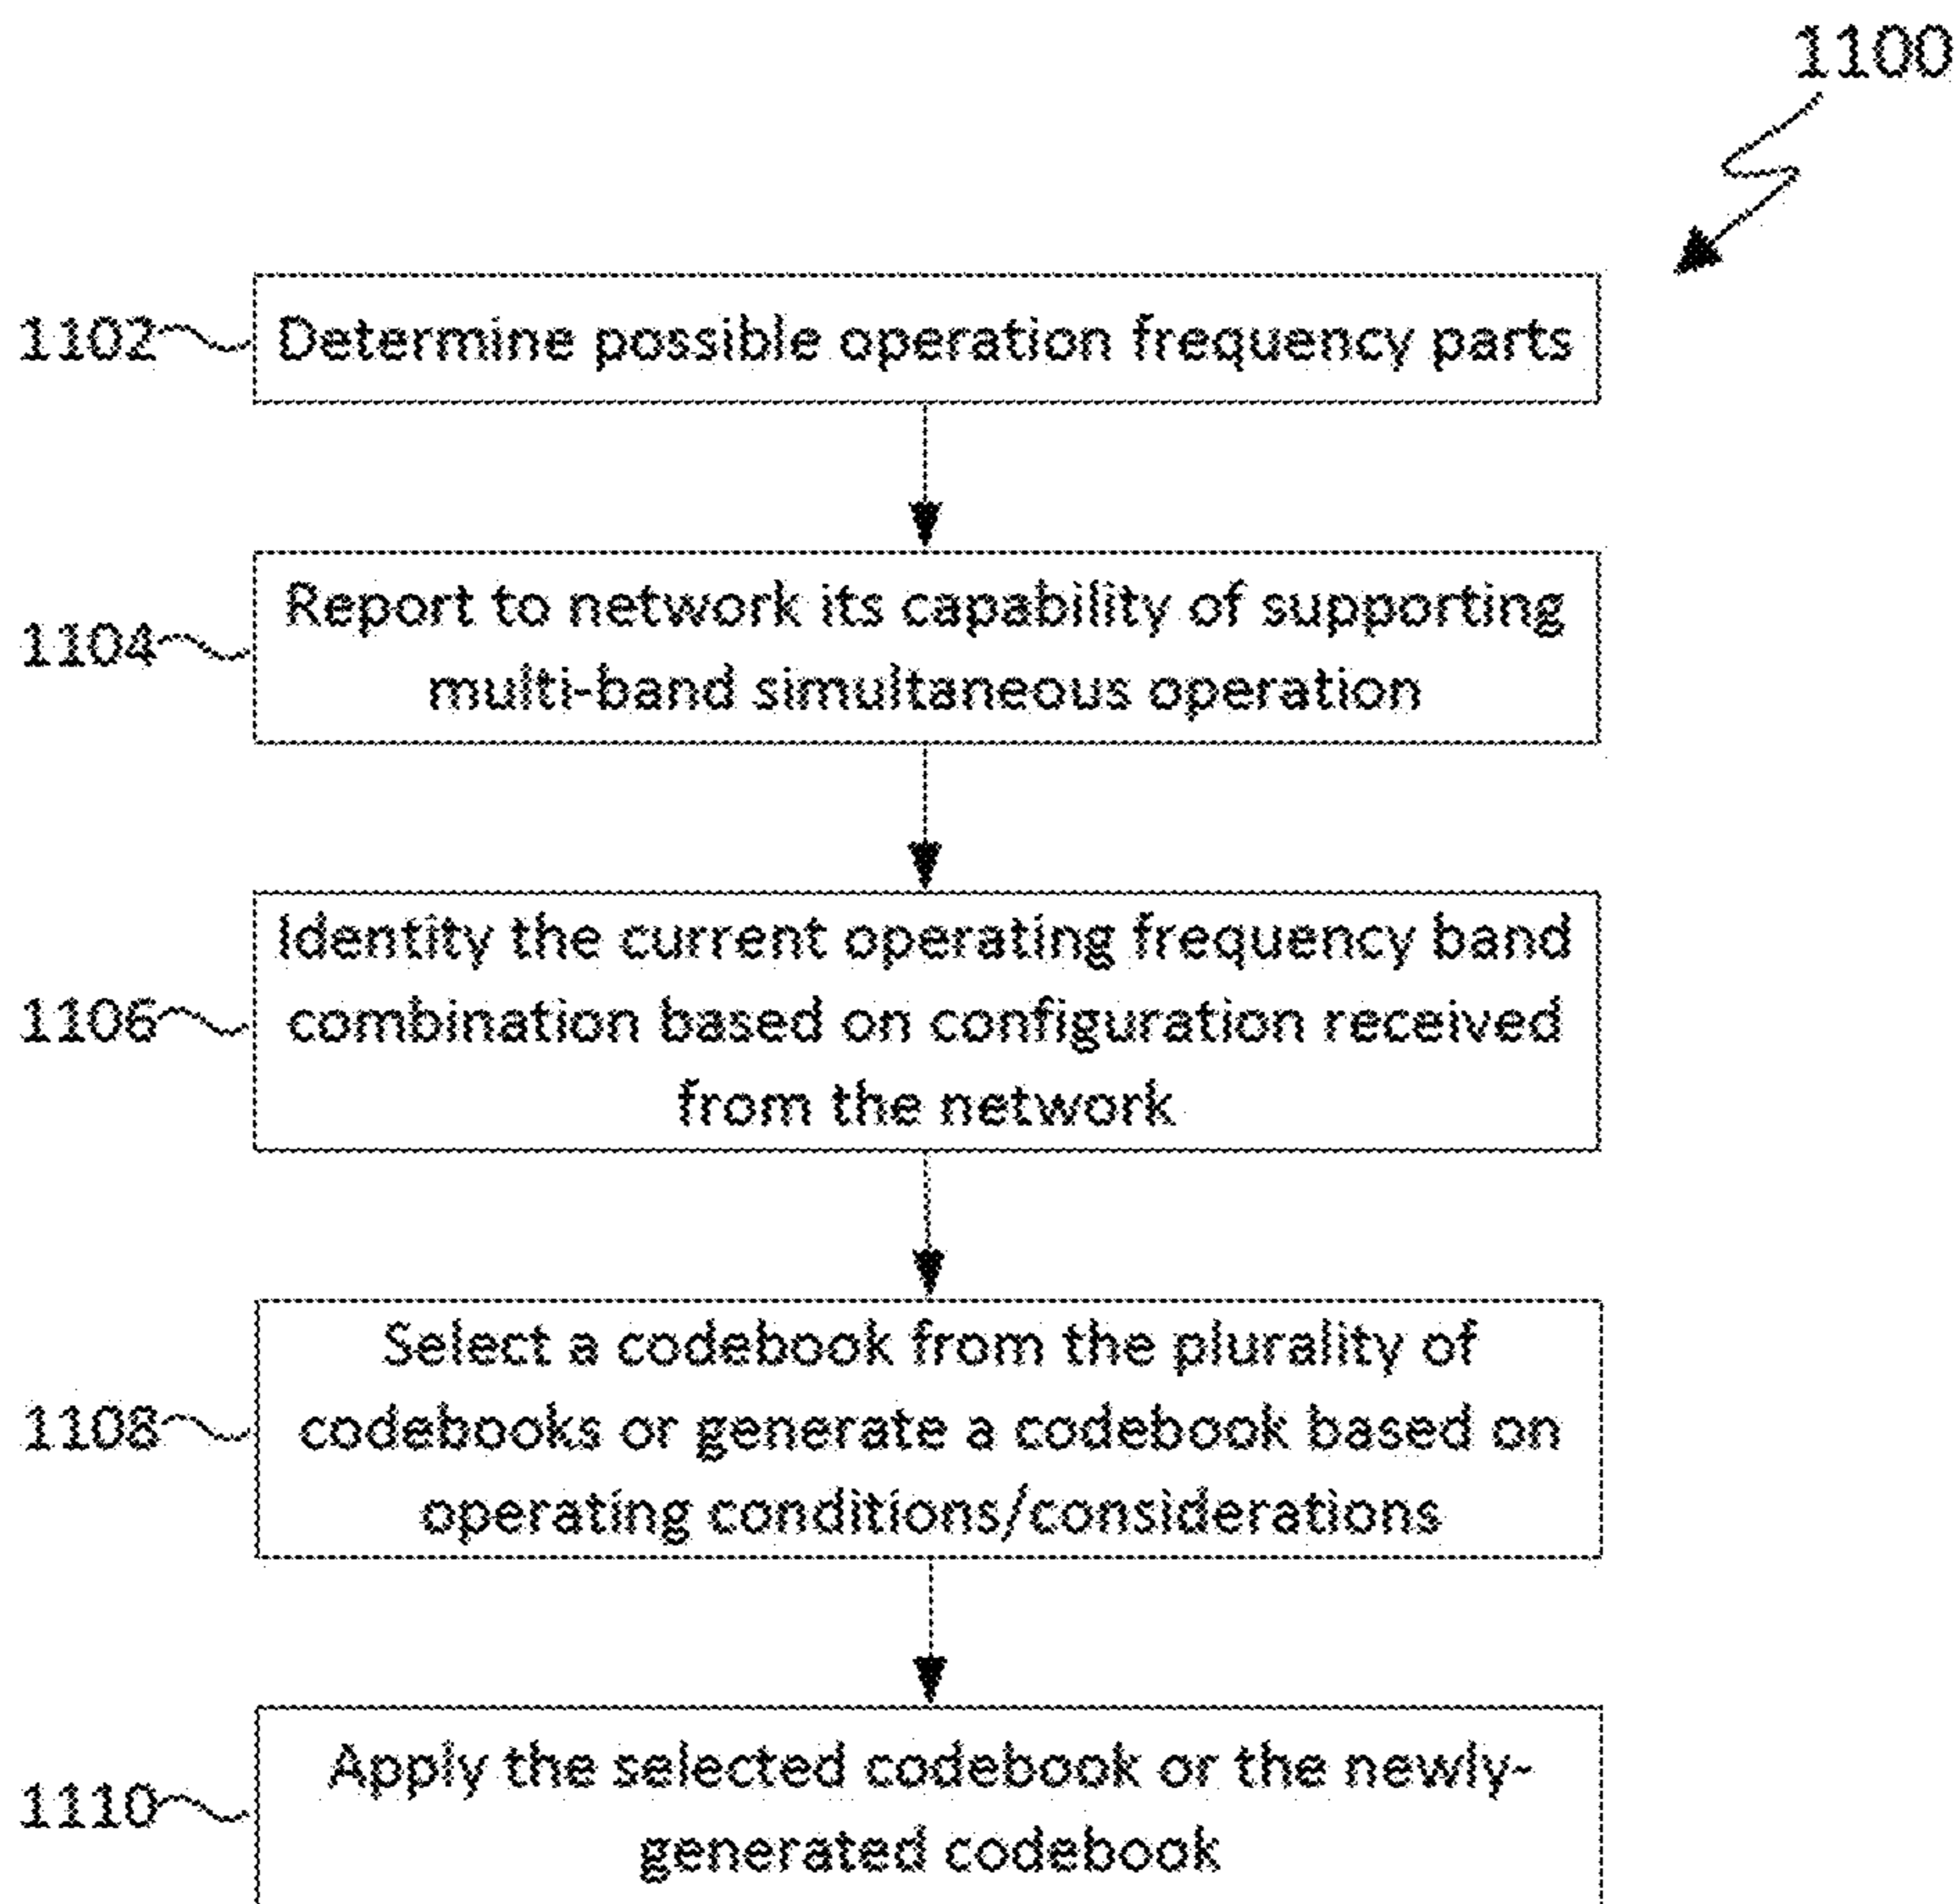 1100
1102
Determine possible operation frequency parts
1104
Report to network its capability of supporting
multi-band simultaneous operation
1106
Identity the current operating frequency band
combination based on configuration received
from the network
1108
Select a codebook from the plurality of
codebooks or generate a codebook based on
operating conditions/considerations
1110
Apply the selected codebook or the newly-
generated codebook